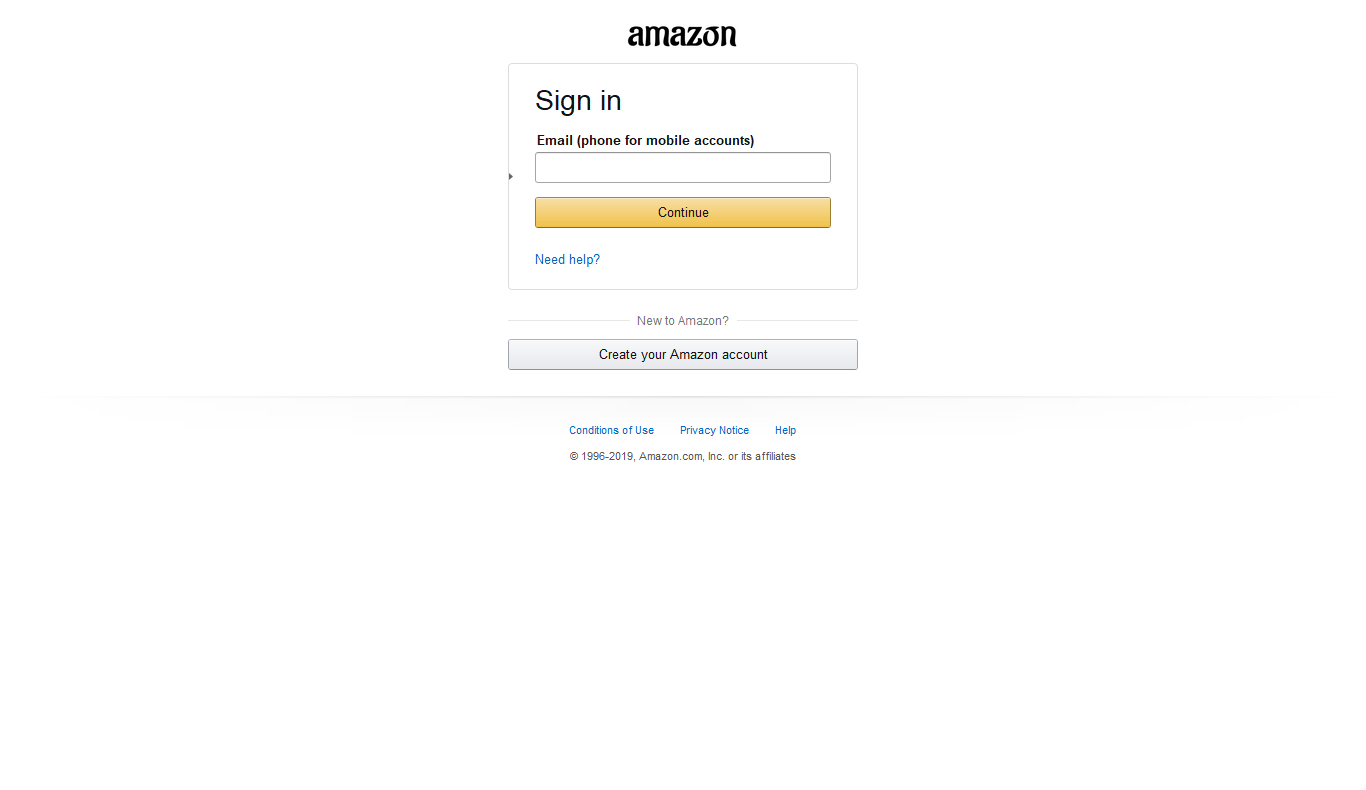 amazon
Sign in
Email (phone for mobile accounts)
Continue
Need help?
New to Amazon?
Create your Amazon account
Conditions of Use Privacy Notice Help
© 1996-2019, Amazon.com, Inc. or its affiliates